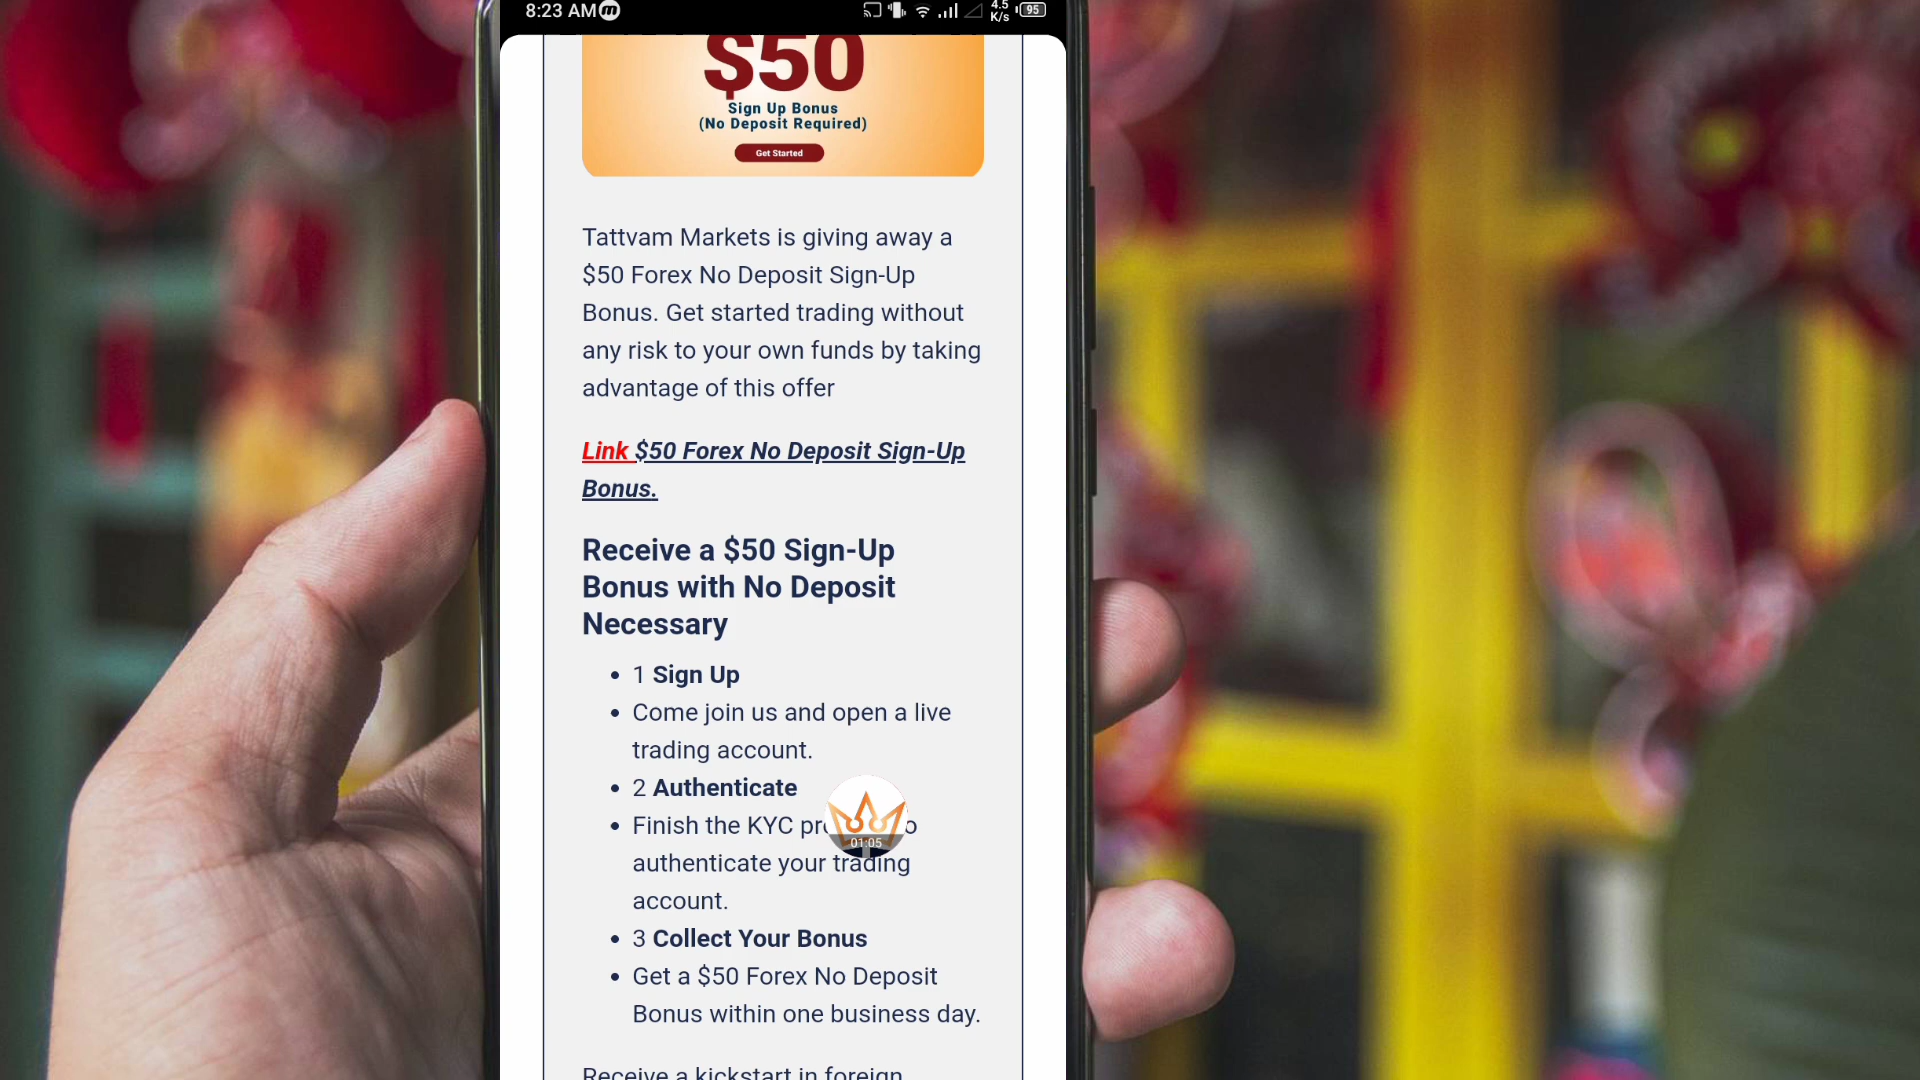 8:23 AM
4.5
K/s
95
$50
Sign Up Bonus
(No Deposit Required)
Get Started
Tattvam Markets is giving away a
$50 Forex No Deposit Sign-Up
Bonus. Get started trading without
any risk to your own funds by taking
advantage of this offer
Link $50 Forex No Deposit Sign-Up
Bonus.
Receive a $50 Sign-Up
Bonus with No Deposit
Necessary
• 1 Sign Up
• Come join us and open a live
trading account.
• 2 Authenticate
• Finish the KYC
01:05
authenticate your trading
account.
• 3 Collect Your Bonus
• Get a $50 Forex No Deposit
Bonus within one business day.
Receive a kickstart in foreign